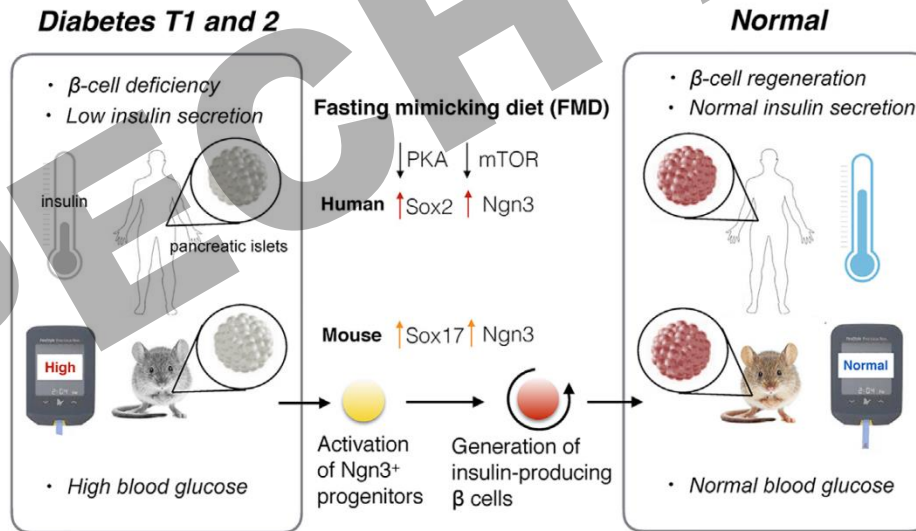 Diabetes T1 and 2
Normal
· β-cell deficiency
· Low insulin secretion
insulin
pancreatic islets
High
· High blood glucose
Fasting mimicking diet (FMD)
↓PKA ↓mTOR
Human ↑Sox2 ↑Ngn3
Mouse ↑Sox17 ↑Ngn3
Activation
of Ngn3+
progenitors
Generation of
insulin-producing
β cells
· β-cell regeneration
· Normal insulin secretion
Normal
· Normal blood glucose